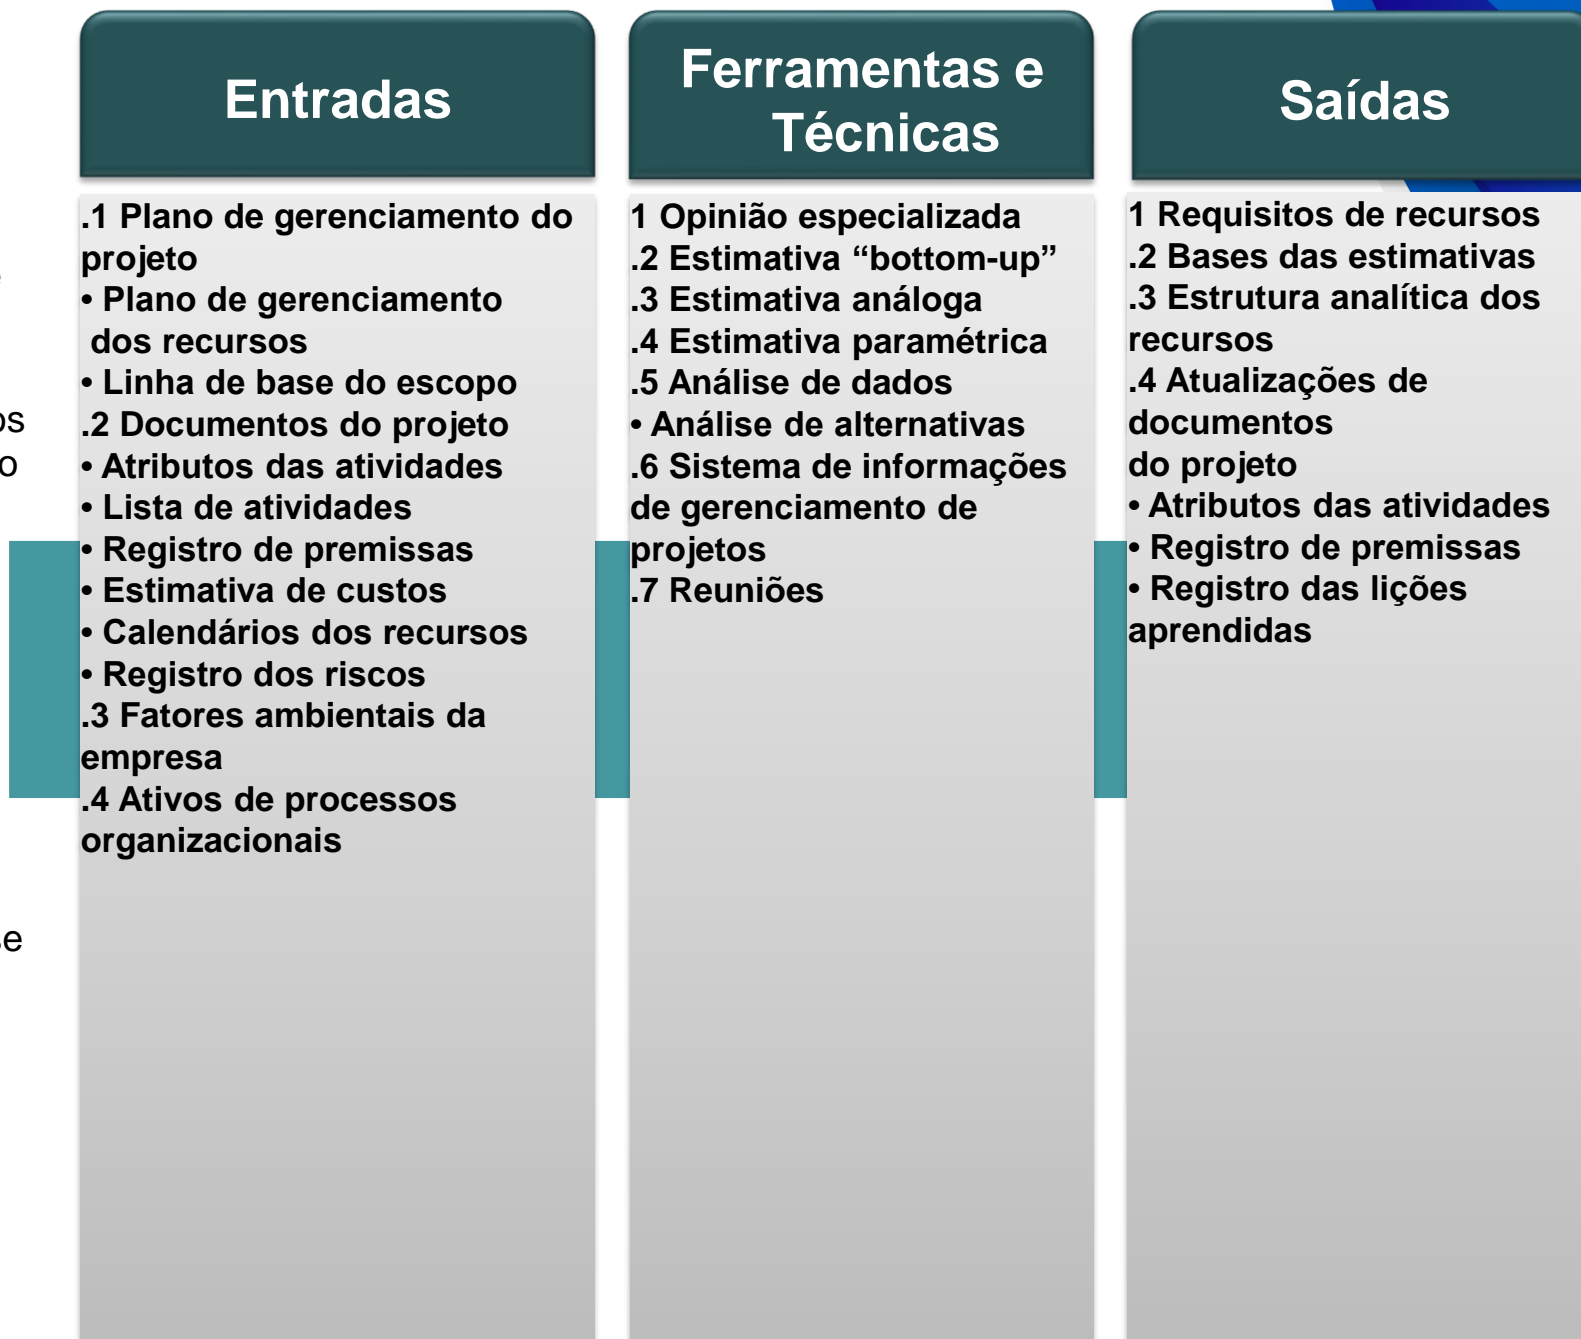 Entradas
.1 Plano de gerenciamento do
projeto
• Plano de gerenciamento
dos recursos
• Linha de base do escopo
.2 Documentos do projeto
• Atributos das atividades
• Lista de atividades
• Registro de premissas
• Estimativa de custos
• Calendários dos recursos
• Registro dos riscos
.3 Fatores ambientais da
empresa
.4 Ativos de processos
organizacionais
Ferramentas e
Técnicas
1 Opinião especializada
.2 Estimativa “bottom-up”
.3 Estimativa análoga
.4 Estimativa paramétrica
.5 Análise de dados
• Análise de alternativas
.6 Sistema de informações
de gerenciamento de
projetos
.7 Reuniões
Saídas
1 Requisitos de recursos
.2 Bases das estimativas
.3 Estrutura analítica dos
recursos
.4 Atualizações de
documentos
do projeto
• Atributos das atividades
• Registro de premissas
• Registro das lições
aprendidas